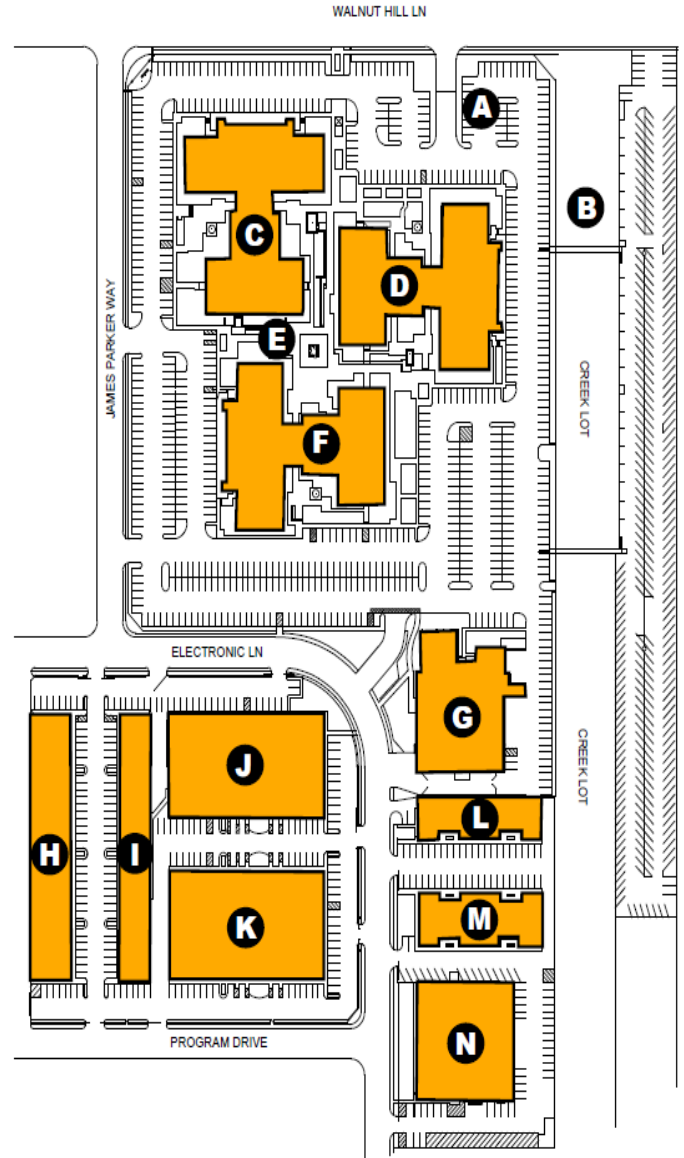 WALNUT HILL LN
A
B
C
D
JAMES PARKER WAY
E
CREEK LOT
F
ELECTRONIC LN
G
J
CREEK LOT
L
H
I
K
M
PROGRAM DRIVE
N